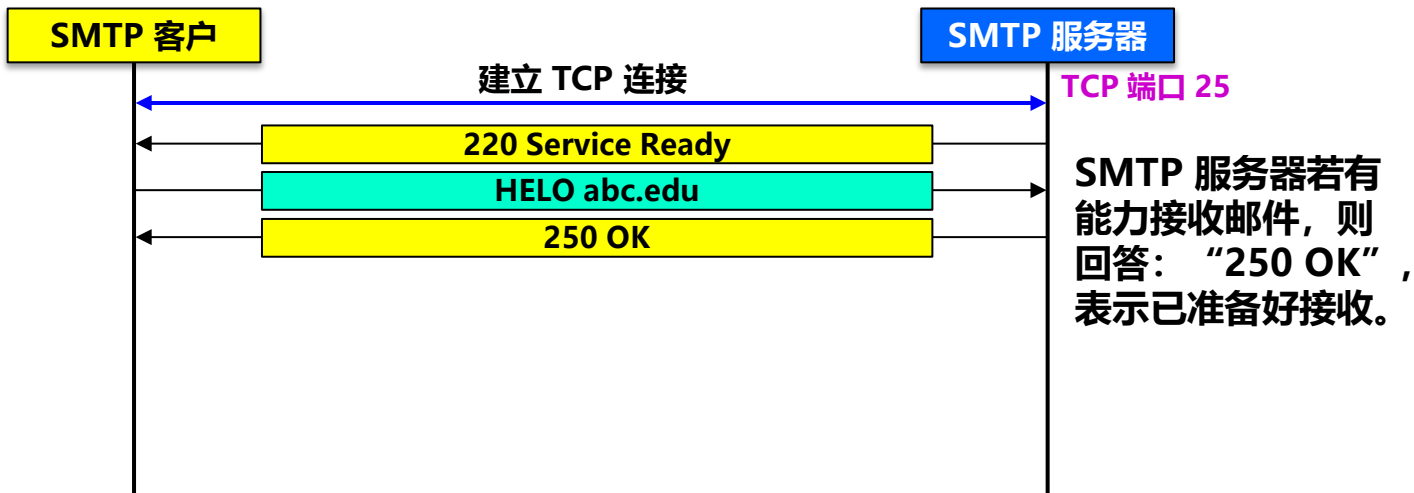 SMTP 客户
SMTP 服务器
建立 TCP 连接
TCP 端口 25
220 Service Ready
HELO abc.edu
250 OK
SMTP 服务器若有
能力接收邮件，则
回答：“250 OK”，
表示已准备好接收。